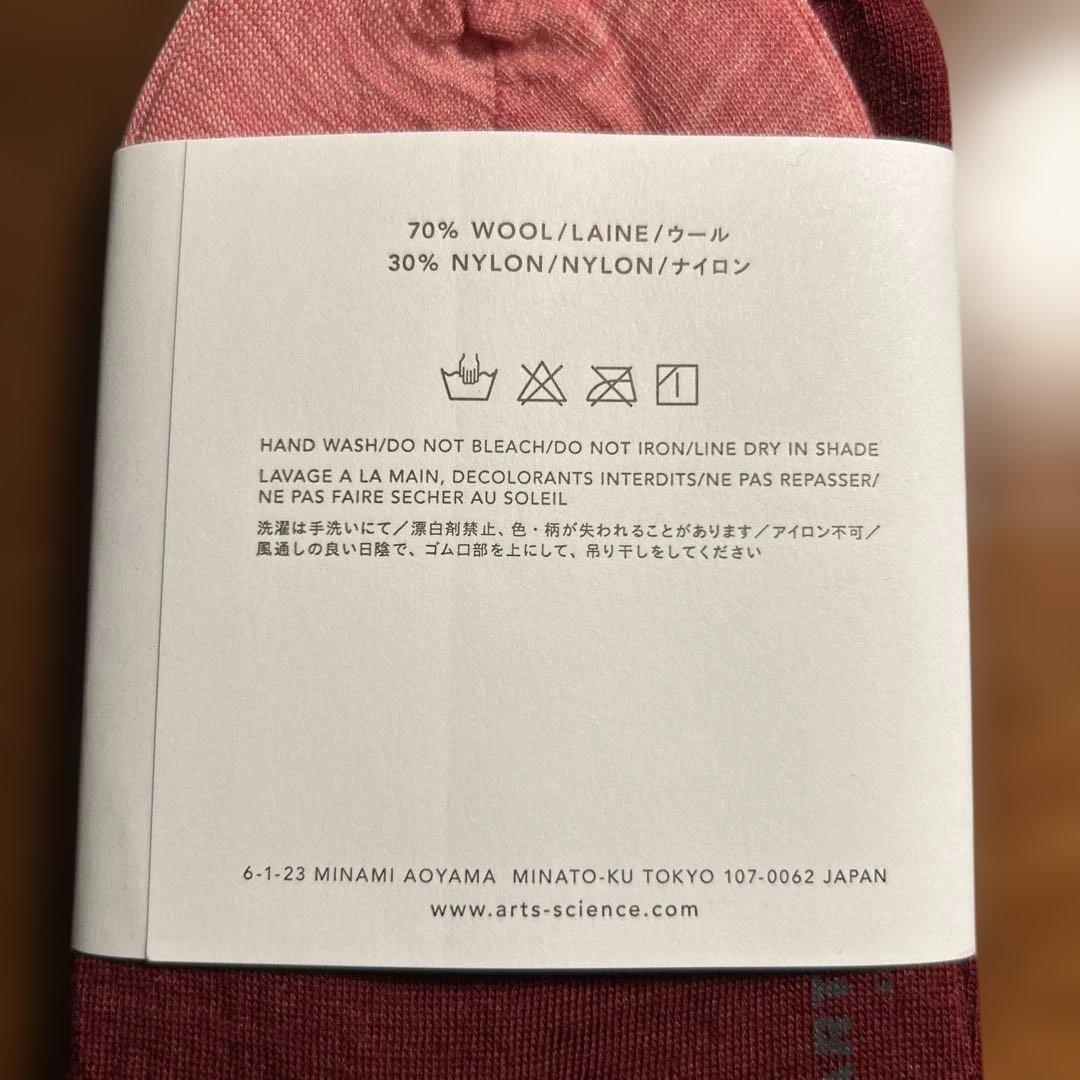 70% WOOL/LAINE/ウール
30% NYLON/NYLON/ナイロン
HAND WASH/DO NOT BLEACH/DO NOT IRON/LINE DRY IN SHADE
LAVAGE A LA MAIN, DECOLORANTS INTERDITS/NE PAS REPASSER/
NE PAS FAIRE SECHER AU SOLEIL
洗濯は手洗いにて／漂白剤禁止、色・柄が失われることがあります／アイロン不可／
風通しの良い日陰で、ゴム口部を上にして、吊り干しをしてください
6-1-23 MINAMI AOYAMA  MINATO-KU TOKYO 107-0062 JAPAN
www.arts-science.com
ART